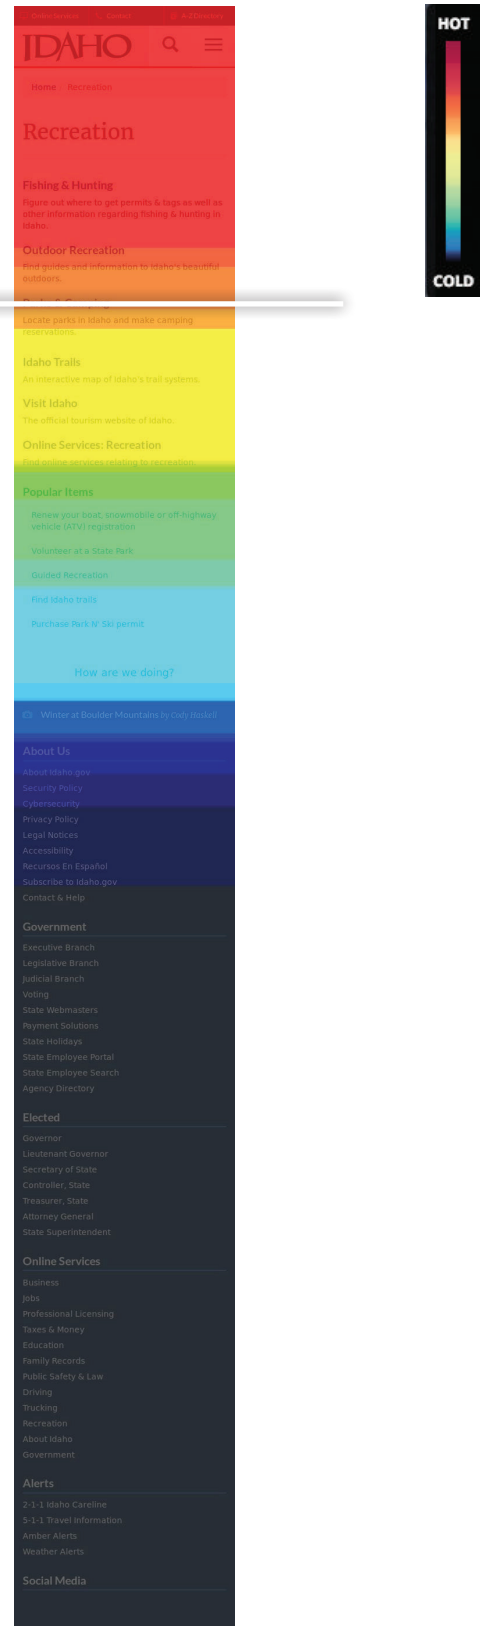 Online Services Contact A-Z Directory
IDAHO
HOT
Home Recreation
Recreation
Fishing & Hunting
Figure out where to get permits & tags as well as
other information regarding fishing & hunting in
Idaho.
Outdoor Recreation
Find guides and information to Idaho's beautiful
outdoors.
COLD
Locate parks in Idaho and make camping
reservations.
Idaho Trails
An interactive map of Idaho's trail systems.
Visit Idaho
The official tourism website of Idaho.
Online Services: Recreation
Find online services relating to recreation.
Popular Items
Renew your boat, snowmobile or off-highway
vehicle (ATV) registration
Volunteer at a State Park
Guided Recreation
Find Idaho trails
Purchase Park N' Ski permit
How are we doing?
Winter at Boulder Mountains by Cody Haskell
About Us
About Idaho.gov
Security Policy
Cybersecurity
Privacy Policy
Legal Notices
Accessibility
Recursos En Español
Subscribe to Idaho.gov
Contact & Help
Government
Executive Branch
Legislative Branch
Judicial Branch
Voting
State Webmasters
Payment Solutions
State Holidays
State Employee Portal
State Employee Search
Agency Directory
Elected
Governor
Lieutenant Governor
Secretary of State
Controller, State
Treasurer, State
Attorney General
State Superintendent
Online Services
Business
Jobs
Professional Licensing
Taxes & Money
Education
Family Records
Public Safety & Law
Driving
Trucking
Recreation
About Idaho
Government
Alerts
2-1-1 Idaho Careline
5-1-1 Travel Information
Amber Alerts
Weather Alerts
Social Media